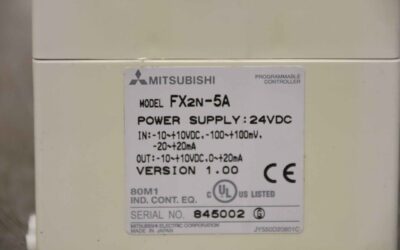 MITSUBISHI
PROGRAMMABLE
CONTROLLER
MODEL FX2N-5A
POWER SUPPLY:24VDC
IN:-10~+10VDC,-100~+100mV,
-20~+20mA
OUT:-10~+10VDC,0~+20mA
VERSION 1.00
80M1
IND. CONT. EQ.
C UL US LISTED
CE
SERIAL NO. 845002
MITSUBISHI ELECTRIC CORPORATION
MADE IN JAPAN
JY550D20801C